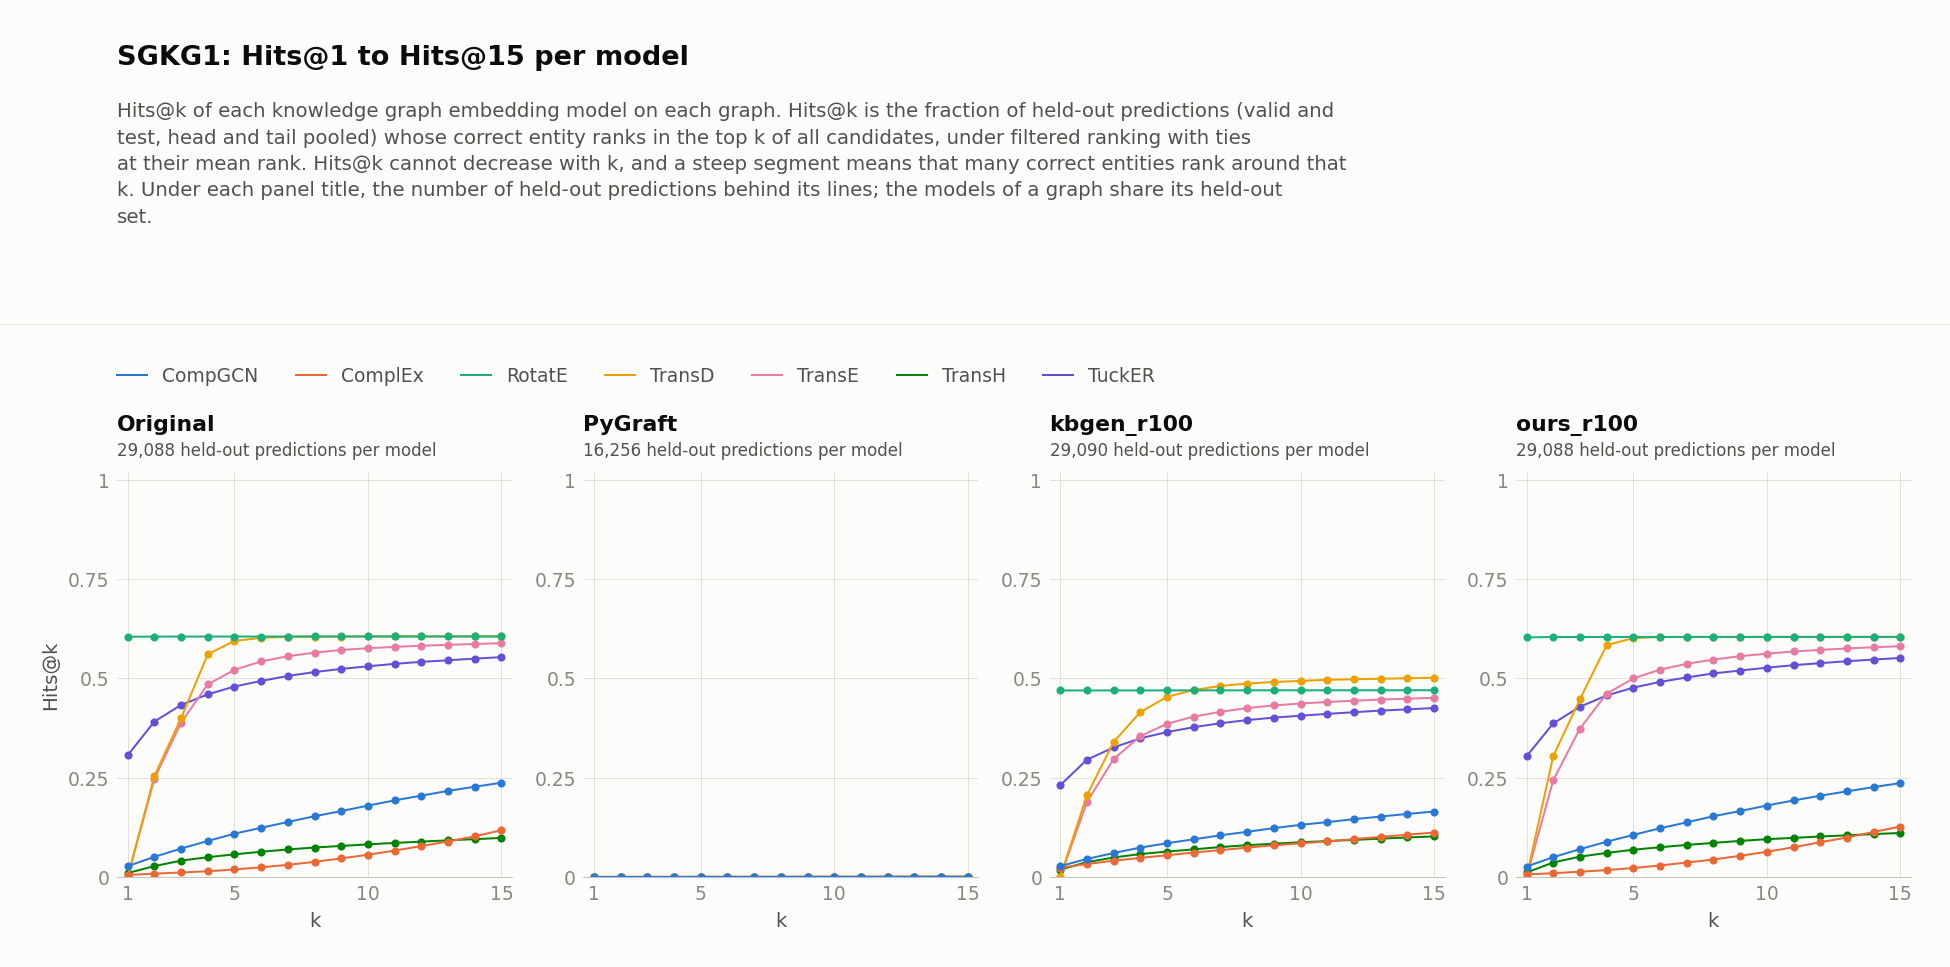 SGKG1: Hits@1 to Hits@15 per model
Hits@k of each knowledge graph embedding model on each graph. Hits@k is the fraction of held-out predictions (valid and
test, head and tail pooled) whose correct entity ranks in the top k of all candidates, under filtered ranking with ties
at their mean rank. Hits@k cannot decrease with k, and a steep segment means that many correct entities rank around that
k. Under each panel title, the number of held-out predictions behind its lines; the models of a graph share its held-out
set.
CompGCN ComplEx RotatE TransD TransE TransH TuckER
Original PyGraft kbgen_r100 ours_r100
29,088 held-out predictions per model 16,256 held-out predictions per model 29,090 held-out predictions per model 29,088 held-out predictions per model
1 1 1 1
0.75 0.75 0.75 0.75
Hits@k
0.5 0.5 0.5 0.5
0.25 0.25 0.25 0.25
0 0 0 0
1 5 10 15 1 5 10 15 1 5 10 15 1 5 10 15
k k k k